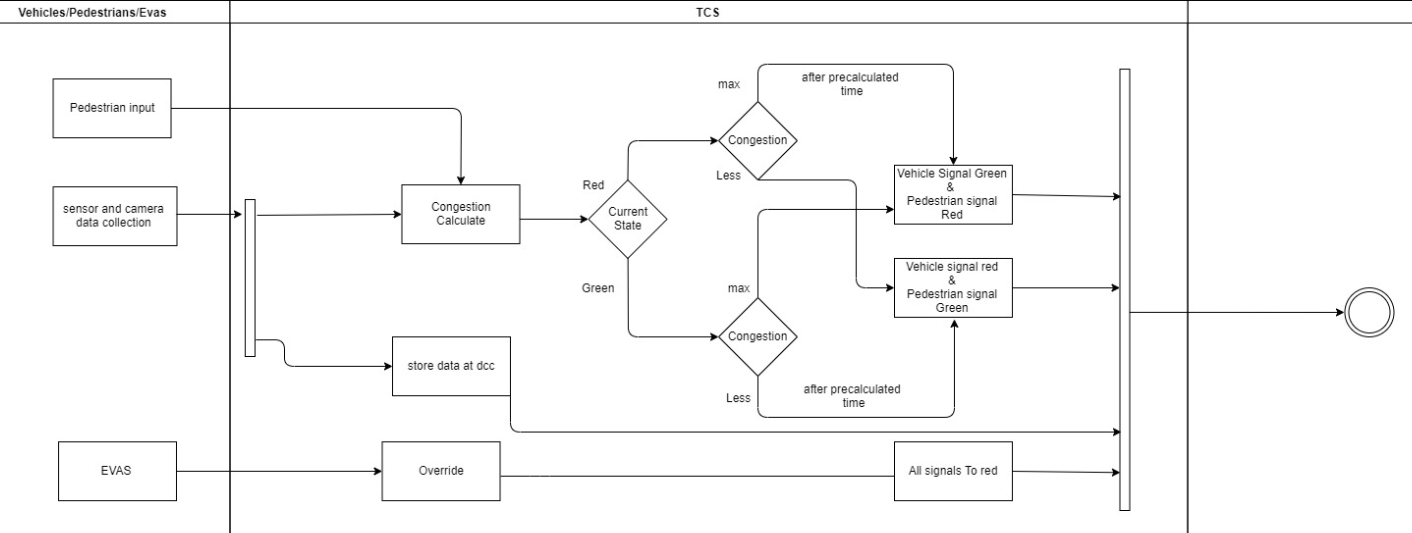 Vehicles/Pedestrians/Evas
TCS
Pedestrian input
sensor and camera
data collection
EVAS
Congestion
Calculate
store data at dcc
Override
Red
Current
State
Green
max
Congestion
Less
after precalculated
time
max
Congestion
Less
after precalculated
time
Vehicle Signal Green
&
Pedestrian signal
Red
Vehicle signal red
&
Pedestrian signal
Green
All signals To red